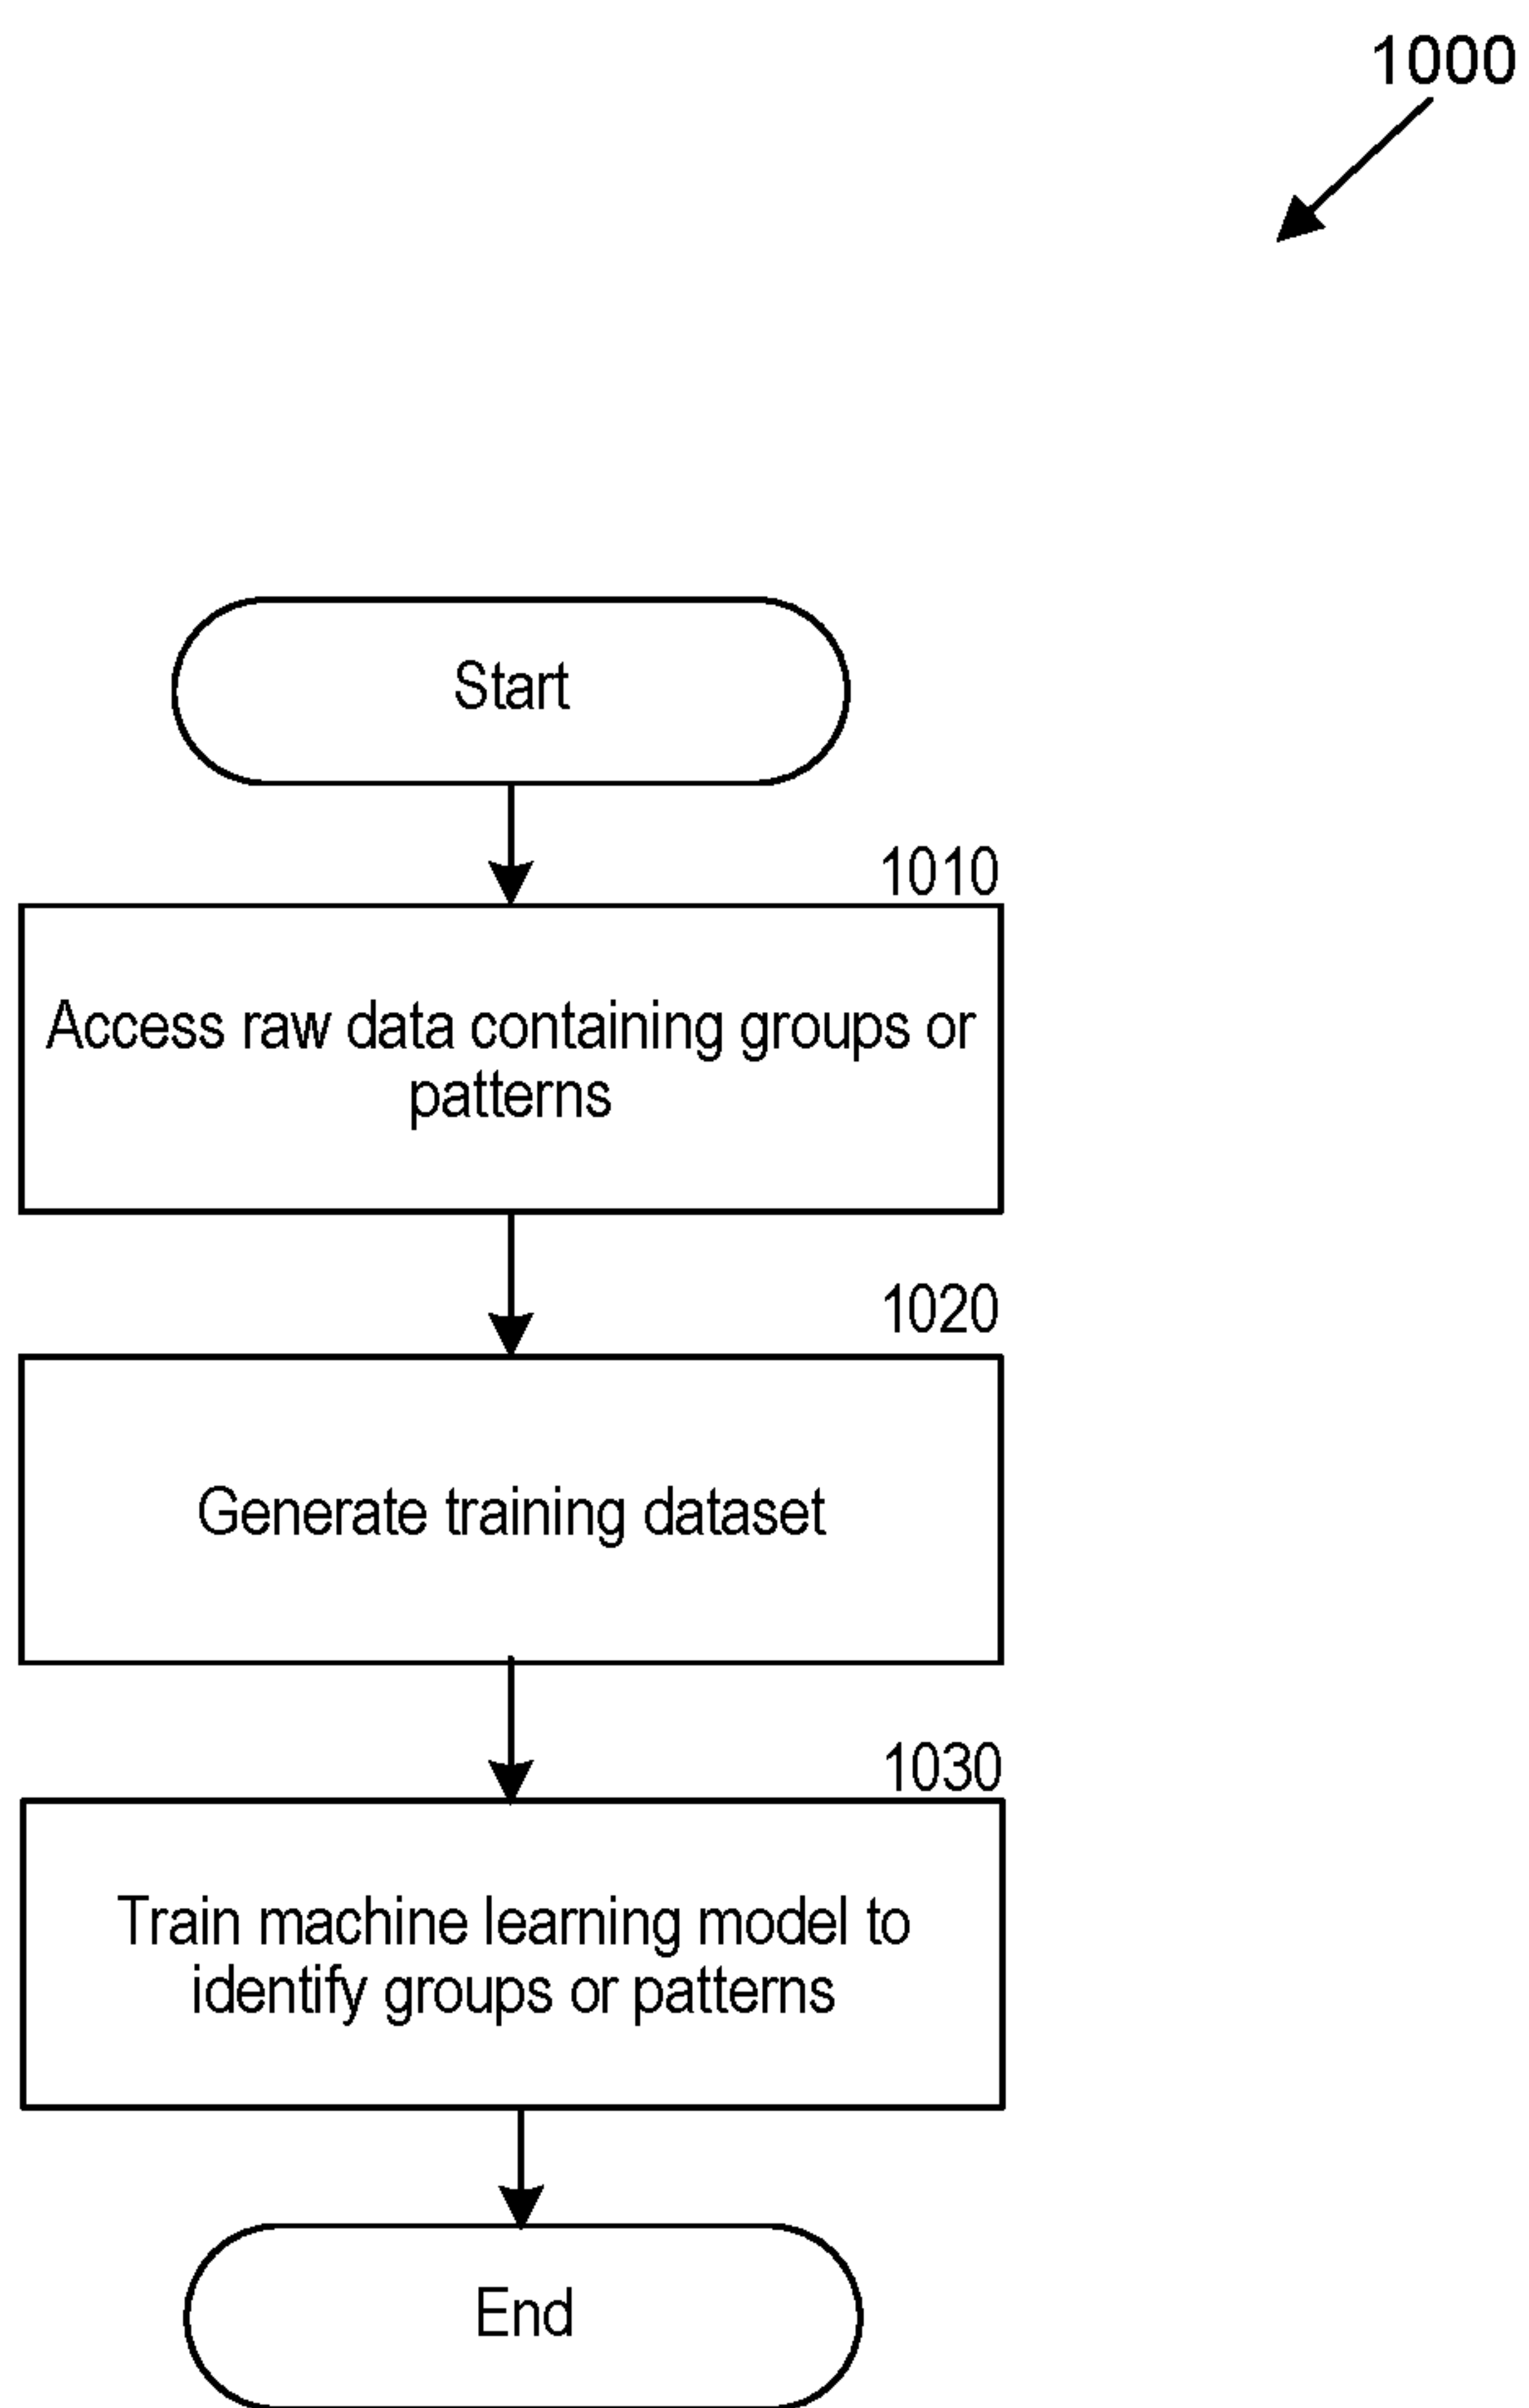 1000
Start
1010
Access raw data containing groups or
patterns
1020
Generate training dataset
1030
Train machine learning model to
identify groups or patterns
End